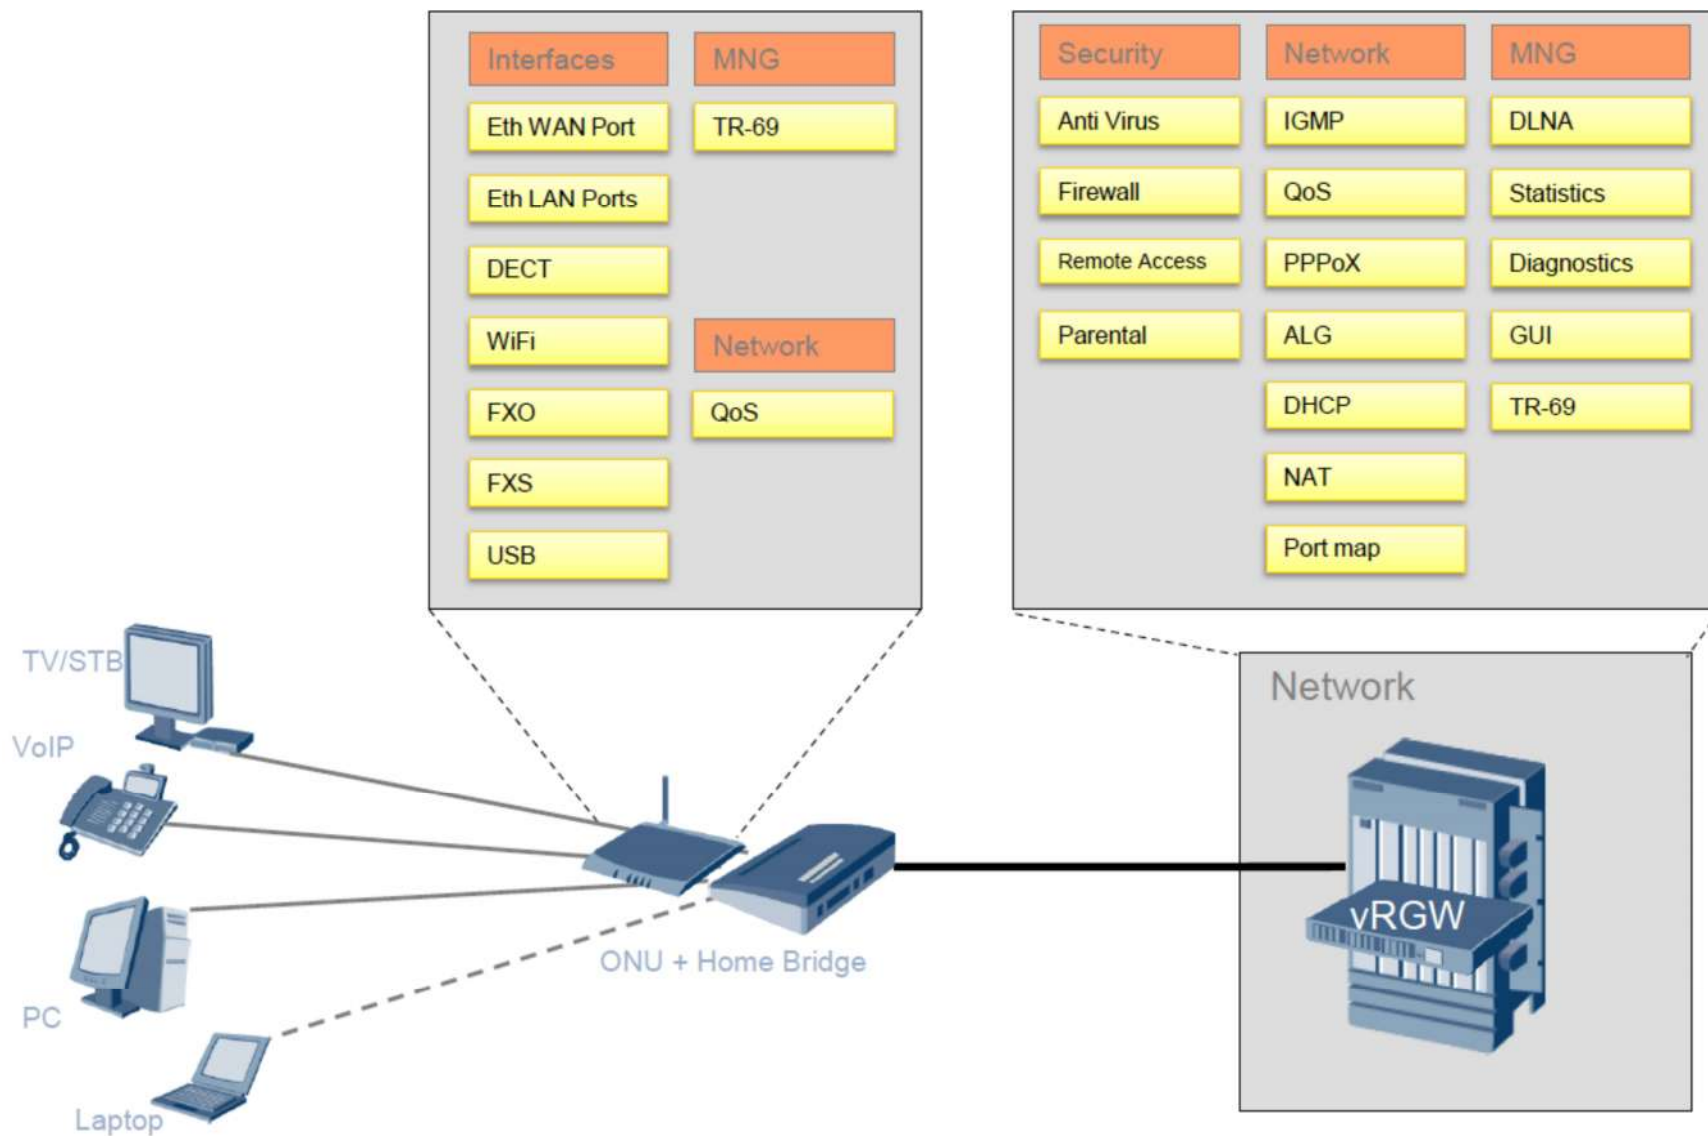 Interfaces
MNG
Eth WAN Port
TR-69
Eth LAN Ports
DECT
WiFi
Network
FXO
QoS
FXS
USB
Security
Network
MNG
Anti Virus
IGMP
DLNA
Firewall
QoS
Statistics
Remote Access
PPPoX
Diagnostics
Parental
ALG
GUI
DHCP
TR-69
NAT
Port map
TV/STB
VoIP
PC
Laptop
ONU + Home Bridge
Network
vRGW